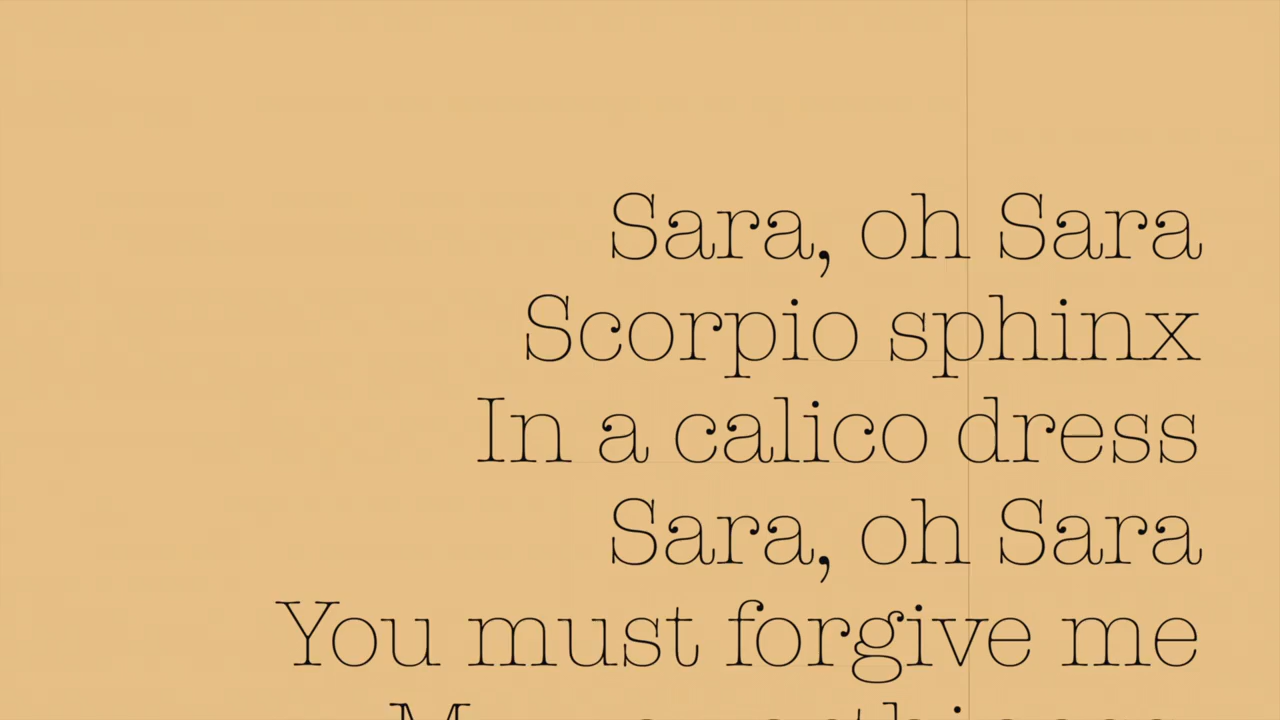 Sara, oh Sara
Scorpio sphinx
In a calico dress
Sara, oh Sara
You must forgive me